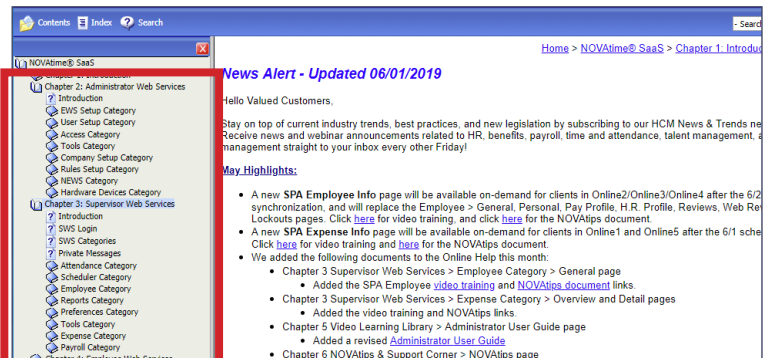 Contents Index Search
- Search
Home > NOVAtime® SaaS > Chapter 1:
NOVAtime® SaaS
Chapter 1: Introduction
Chapter 2: Administrator Web Services
Introduction
EWS Setup Category
User Setup Category
Access Category
Tools Category
Company Setup Category
Rules Setup Category
NEWS Category
Hardware Devices Category
Chapter 3: Supervisor Web Services
Introduction
SWS Login
SWS Categories
Private Messages
Attendance Category
Scheduler Category
Employee Category
Reports Category
Preferences Category
Tools Category
Expense Category
Payroll Category
Chapter 4: Employee Web Services
News Alert - Updated 06/01/2019
Hello Valued Customers,
Stay on top of current industry trends, best practices, and new legislation by subscribing to our HCM News & Trends
Receive news and webinar announcements related to HR, benefits, payroll, time and attendance, talent management,
management straight to your inbox every other Friday!
May Highlights:
• A new SPA Employee Info page will be available on-demand for clients in Online2/Online3/Online4 after the 6/2
synchronization, and will replace the Employee > General, Personal, Pay Profile, H.R. Profile, Reviews, Web
Lockouts pages. Click here for video training, and click here for the NOVAtips document.
• A new SPA Expense Info page will be available on-demand for clients in Online1 and Online5 after the 6/1
Click here for video training and here for the NOVAtips document.
• We added the following documents to the Online Help this month:
• Chapter 3 Supervisor Web Services > Employee Category > General page
• Added the SPA Employee video training and NOVAtips document links.
• Chapter 3 Supervisor Web Services > Expense Category > Overview and Detail pages
• Added the video training and NOVAtips links.
• Chapter 5 Video Learning Library > Administrator User Guide page
• Added a revised Administrator User Guide
• Chapter 6 NOVAtips & Support Corner > NOVAtips page